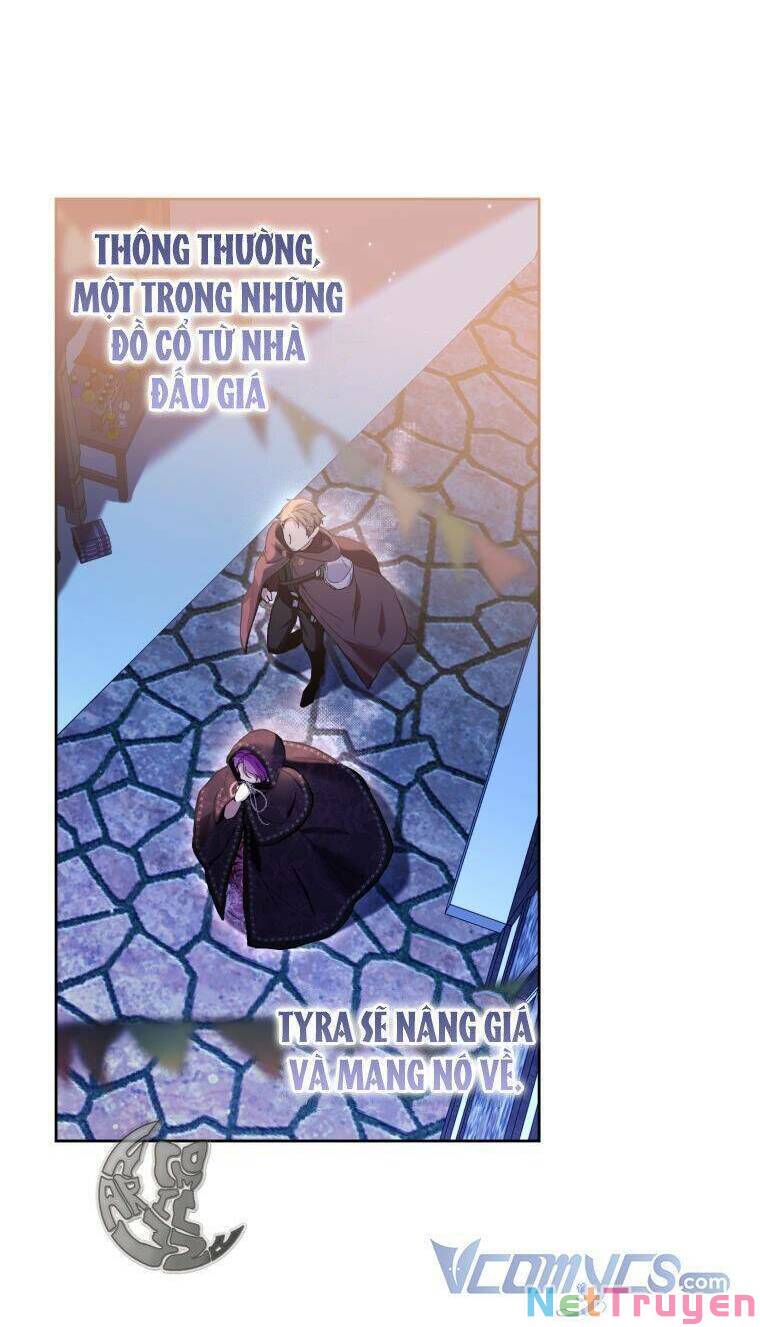 THÔNG THƯỜNG,
MỘT TRONG NHỮNG
ĐỒ CỔ TỪ NHÀ
ĐẤU GIÁ
TYRA SẼ NÂNG GIÁ
VÀ MANG NÓ VỀ.
VCOMYCS.com
NetTruyen